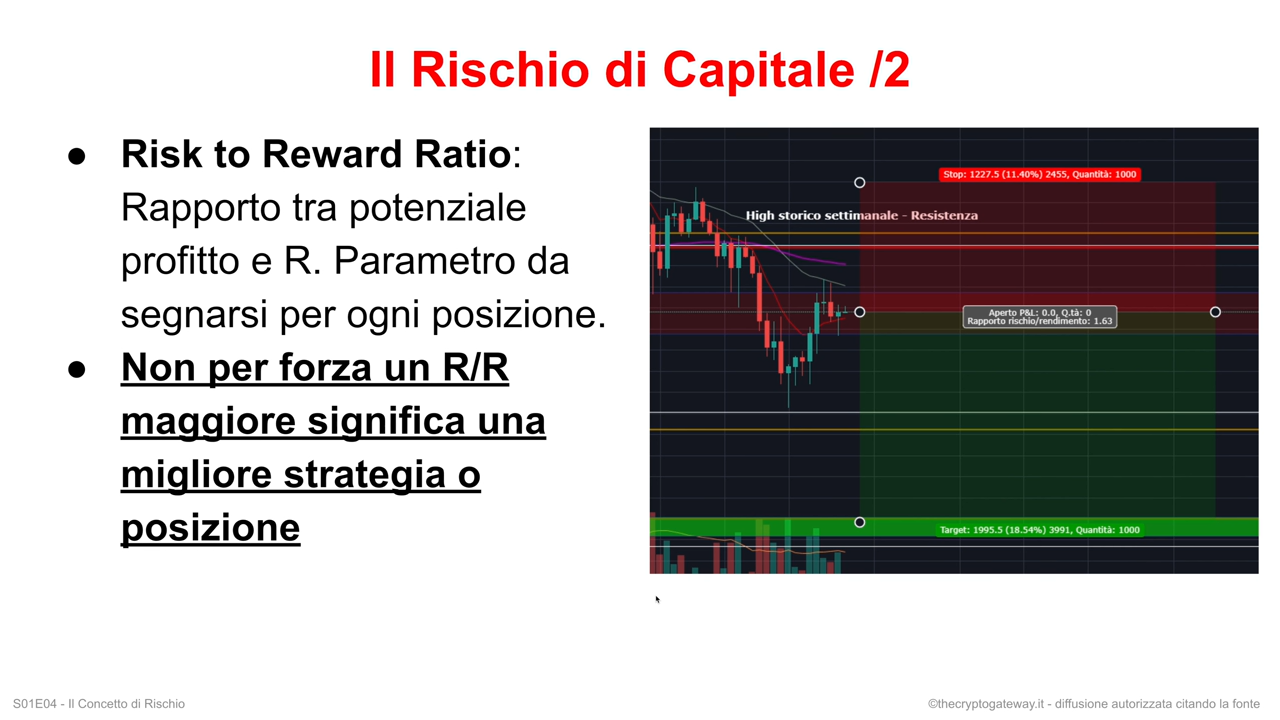 Il Rischio di Capitale /2
● Risk to Reward Ratio:
Rapporto tra potenziale
profitto e R. Parametro da
segnarsi per ogni posizione.
● Non per forza un R/R
maggiore significa una
migliore strategia o
posizione
Stop: 1227.5 (11.40%) 2455, Quantità: 1000
High storico settimanale - Resistenza
Aperto P&L: 0.0, Q.tà: 0
Rapporto rischio/rendimento: 1.63
Target: 1995.5 (18.54%) 3991, Quantità: 1000
S01E04 - Il Concetto di Rischio
©thecryptogateway.it - diffusione autorizzata citando la fonte